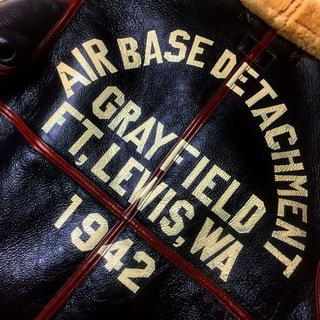 AIR BASE DETACHMENT
GRAYFIELD
FT, LEWIS, WA
1942